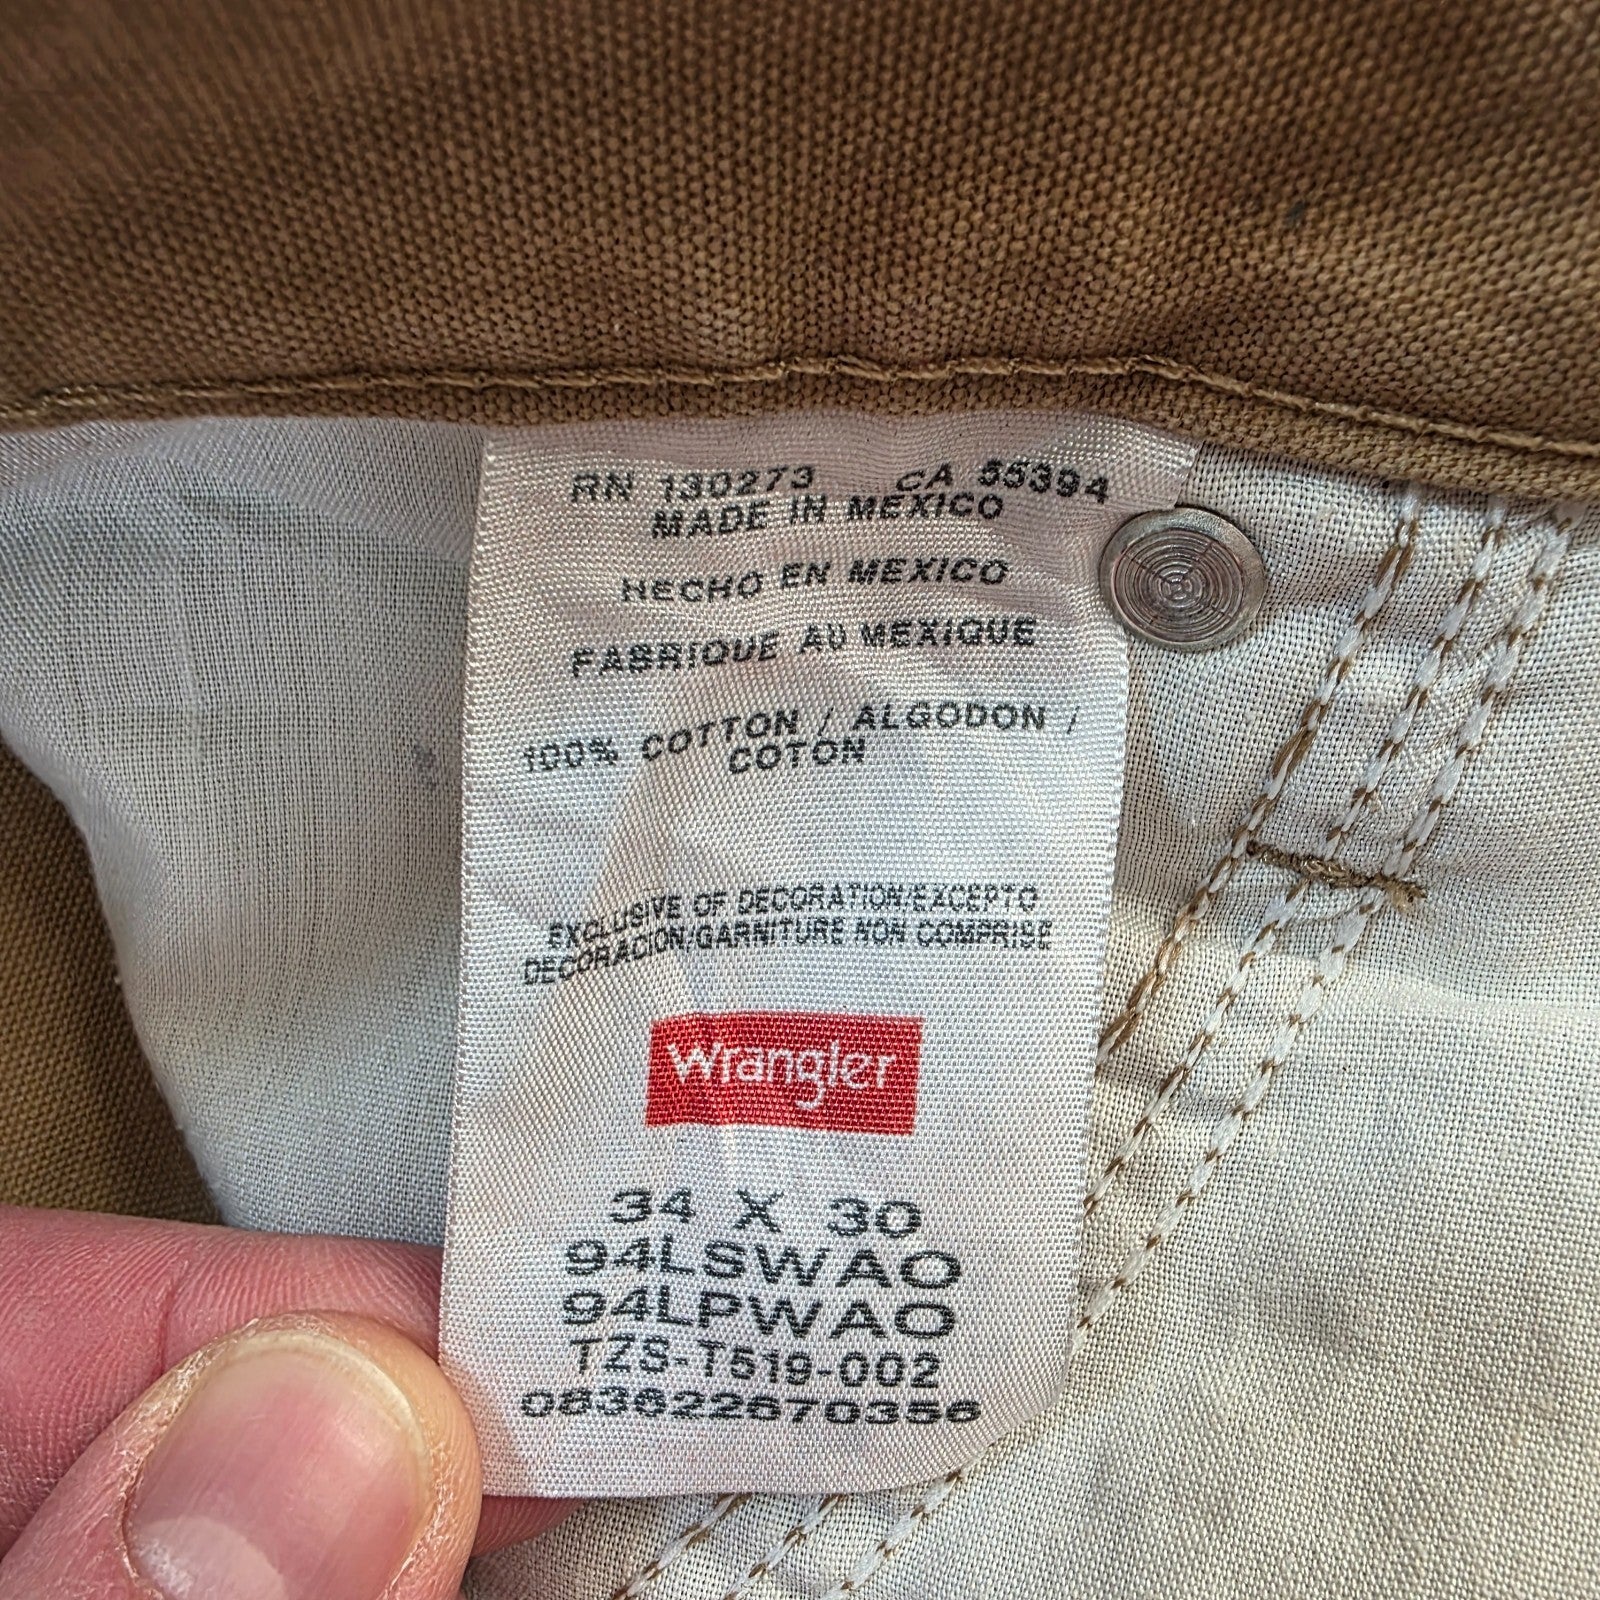 RN 130273 CA 55394
MADE IN MEXICO
HECHO EN MEXICO
FABRIQUE AU MEXIQUE
100% COTTON / ALGODON /
COTON
EXCLUSIVE OF DECORATION/EXCEPTO
DECORACION/GARNITURE NON COMPRISE
Wrangler
34 X 30
94LSWAO
94LPWAO
TZS-T519-002
083622670356